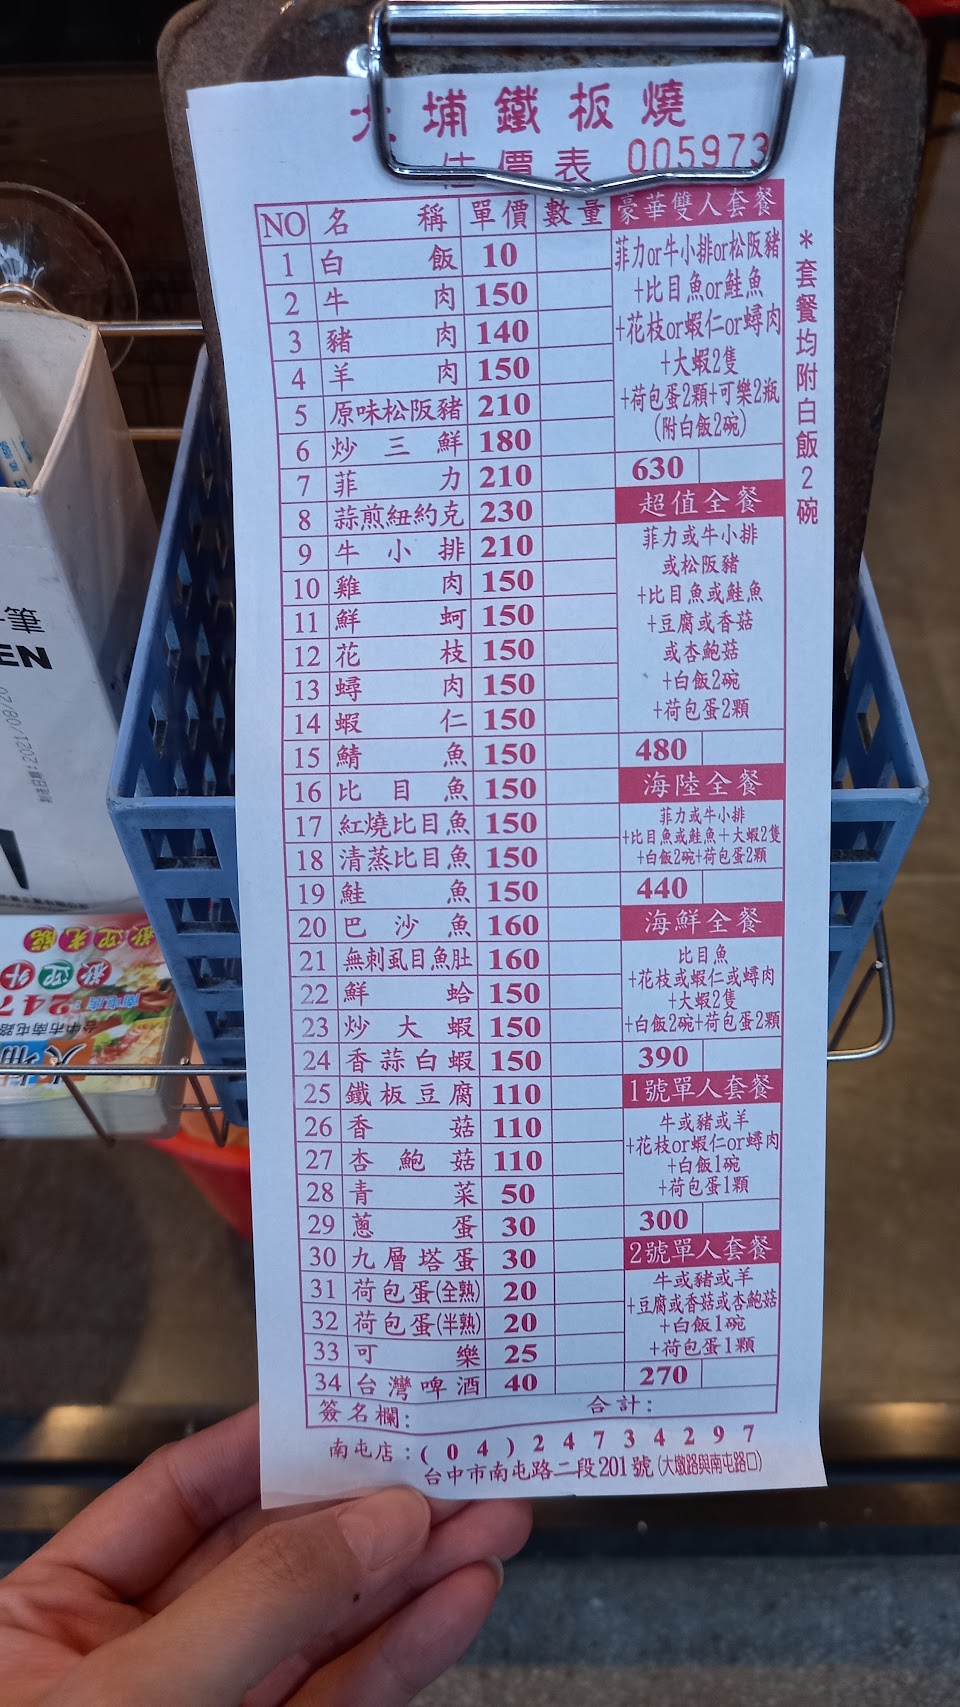 大埔鐵板燒
估價表 005973
NO 名稱 單價 數量
1 白飯 10
2 牛肉 150
3 豬肉 140
4 羊肉 150
5 原味松阪豬 210
6 炒三鮮 180
7 菲力 210
8 蒜煎紐約克 230
9 牛小排 210
10 雞肉 150
11 鮮蚵 150
12 花枝 150
13 蟳肉 150
14 蝦仁 150
15 鯖魚 150
16 比目魚 150
17 紅燒比目魚 150
18 清蒸比目魚 150
19 鮭魚 150
20 巴沙魚 160
21 無刺虱目魚肚 160
22 鮮蛤 150
23 炒大蝦 150
24 香蒜白蝦 150
25 鐵板豆腐 110
26 香菇 110
27 杏鮑菇 110
28 青菜 50
29 蔥蛋 30
30 九層塔蛋 30
31 荷包蛋(全熟) 20
32 荷包蛋(半熟) 20
33 可樂 25
34 台灣啤酒 40
豪華雙人套餐
菲力or牛小排or松阪豬
+比目魚or鮭魚
+花枝or蝦仁or蟳肉
+大蝦2隻
+荷包蛋2顆+可樂2瓶
(附白飯2碗)
630
超值全餐
菲力或牛小排
或松阪豬
+比目魚或鮭魚
+豆腐或香菇
或杏鮑菇
+白飯2碗
+荷包蛋2顆
480
海陸全餐
菲力或牛小排
+比目魚或鮭魚+大蝦2隻
+白飯2碗+荷包蛋2顆
440
海鮮全餐
比目魚
+花枝或蝦仁或蟳肉
+大蝦2隻
+白飯2碗+荷包蛋2顆
390
1號單人套餐
牛或豬或羊
+花枝or蝦仁or蟳肉
+白飯1碗
+荷包蛋1顆
300
2號單人套餐
牛或豬或羊
+豆腐或香菇或杏鮑菇
+白飯1碗
+荷包蛋1顆
270
*套餐均附白飯2碗
簽名欄: 合計:
南屯店:(04)24734297
台中市南屯路二段201號(大墩路與南屯路口)
EN
歡迎光臨
歡迎外
247
南屯店
台中市南屯路